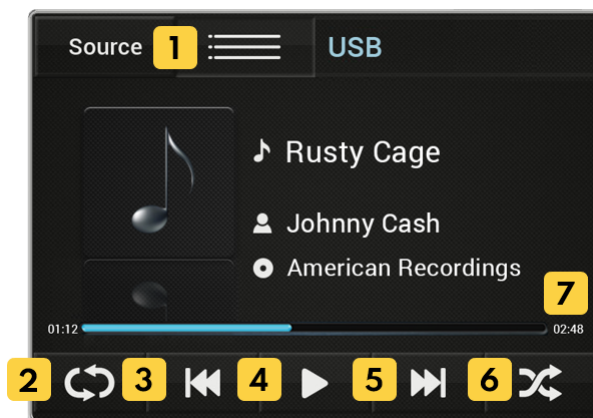 Source 1 USB
Rusty Cage
Johnny Cash
American Recordings
7
01:12 02:48
2 3 4 5 6